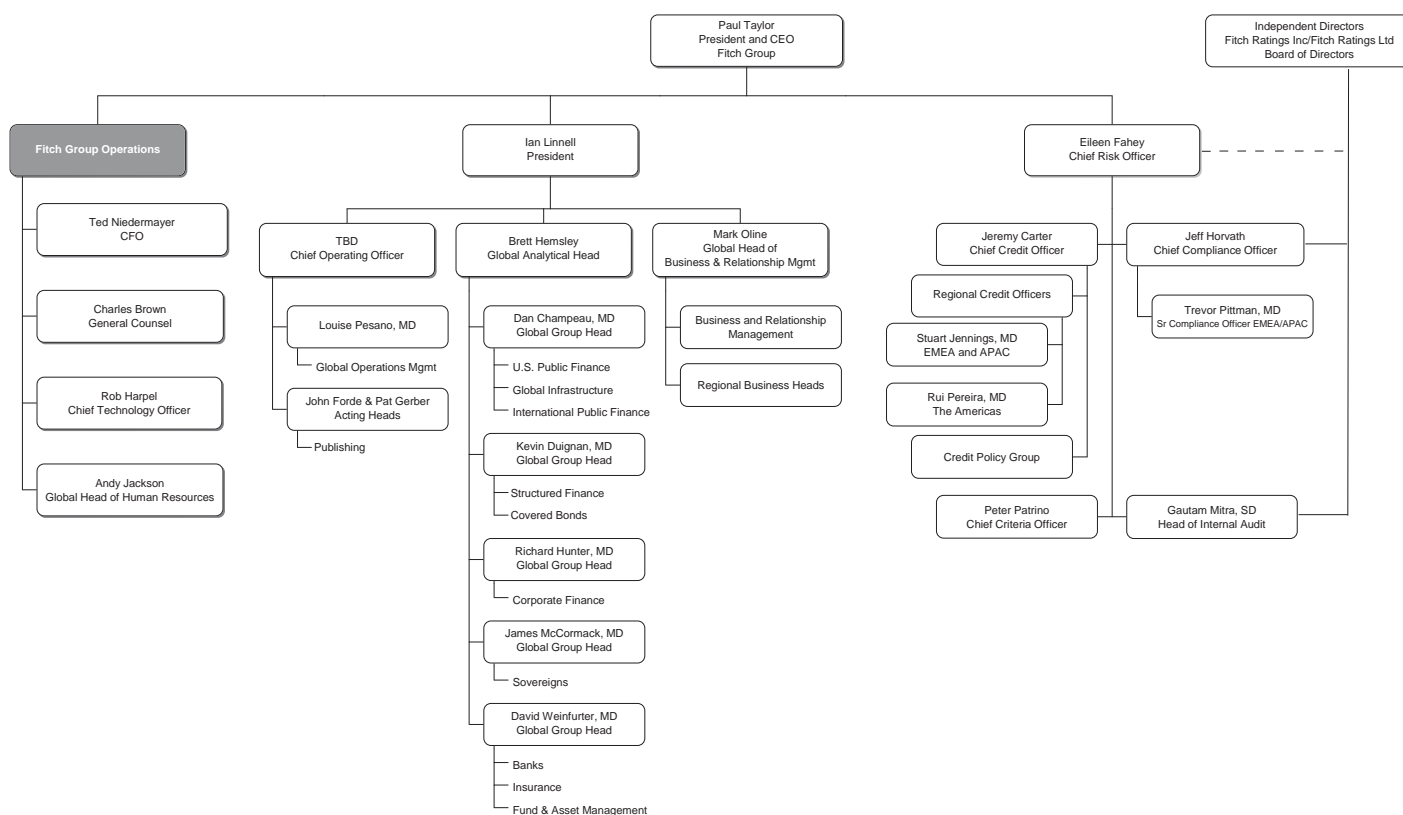 Paul Taylor
President and CEO
Fitch Group
Independent Directors
Fitch Ratings Inc/Fitch Ratings Ltd
Board of Directors
Fitch Group Operations
Ian Linnell
President
Eileen Fahey
Chief Risk Officer
Ted Niedermayer
CFO
Charles Brown
General Counsel
Rob Harpel
Chief Technology Officer
Andy Jackson
Global Head of Human Resources
TBD
Chief Operating Officer
Louise Pesano, MD
Global Operations Mgmt
John Forde & Pat Gerber
Acting Heads
Publishing
Brett Hemsley
Global Analytical Head
Dan Champeau, MD
Global Group Head
U.S. Public Finance
Global Infrastructure
International Public Finance
Kevin Duignan, MD
Global Group Head
Structured Finance
Covered Bonds
Richard Hunter, MD
Global Group Head
Corporate Finance
James McCormack, MD
Global Group Head
Sovereigns
David Weinfurter, MD
Global Group Head
Banks
Insurance
Fund & Asset Management
Mark Oline
Global Head of
Business & Relationship Mgmt
Business and Relationship
Management
Regional Business Heads
Jeremy Carter
Chief Credit Officer
Regional Credit Officers
Stuart Jennings, MD
EMEA and APAC
Rui Pereira, MD
The Americas
Credit Policy Group
Peter Patrino
Chief Criteria Officer
Jeff Horvath
Chief Compliance Officer
Trevor Pittman, MD
Sr Compliance Officer EMEA/APAC
Gautam Mitra, SD
Head of Internal Audit